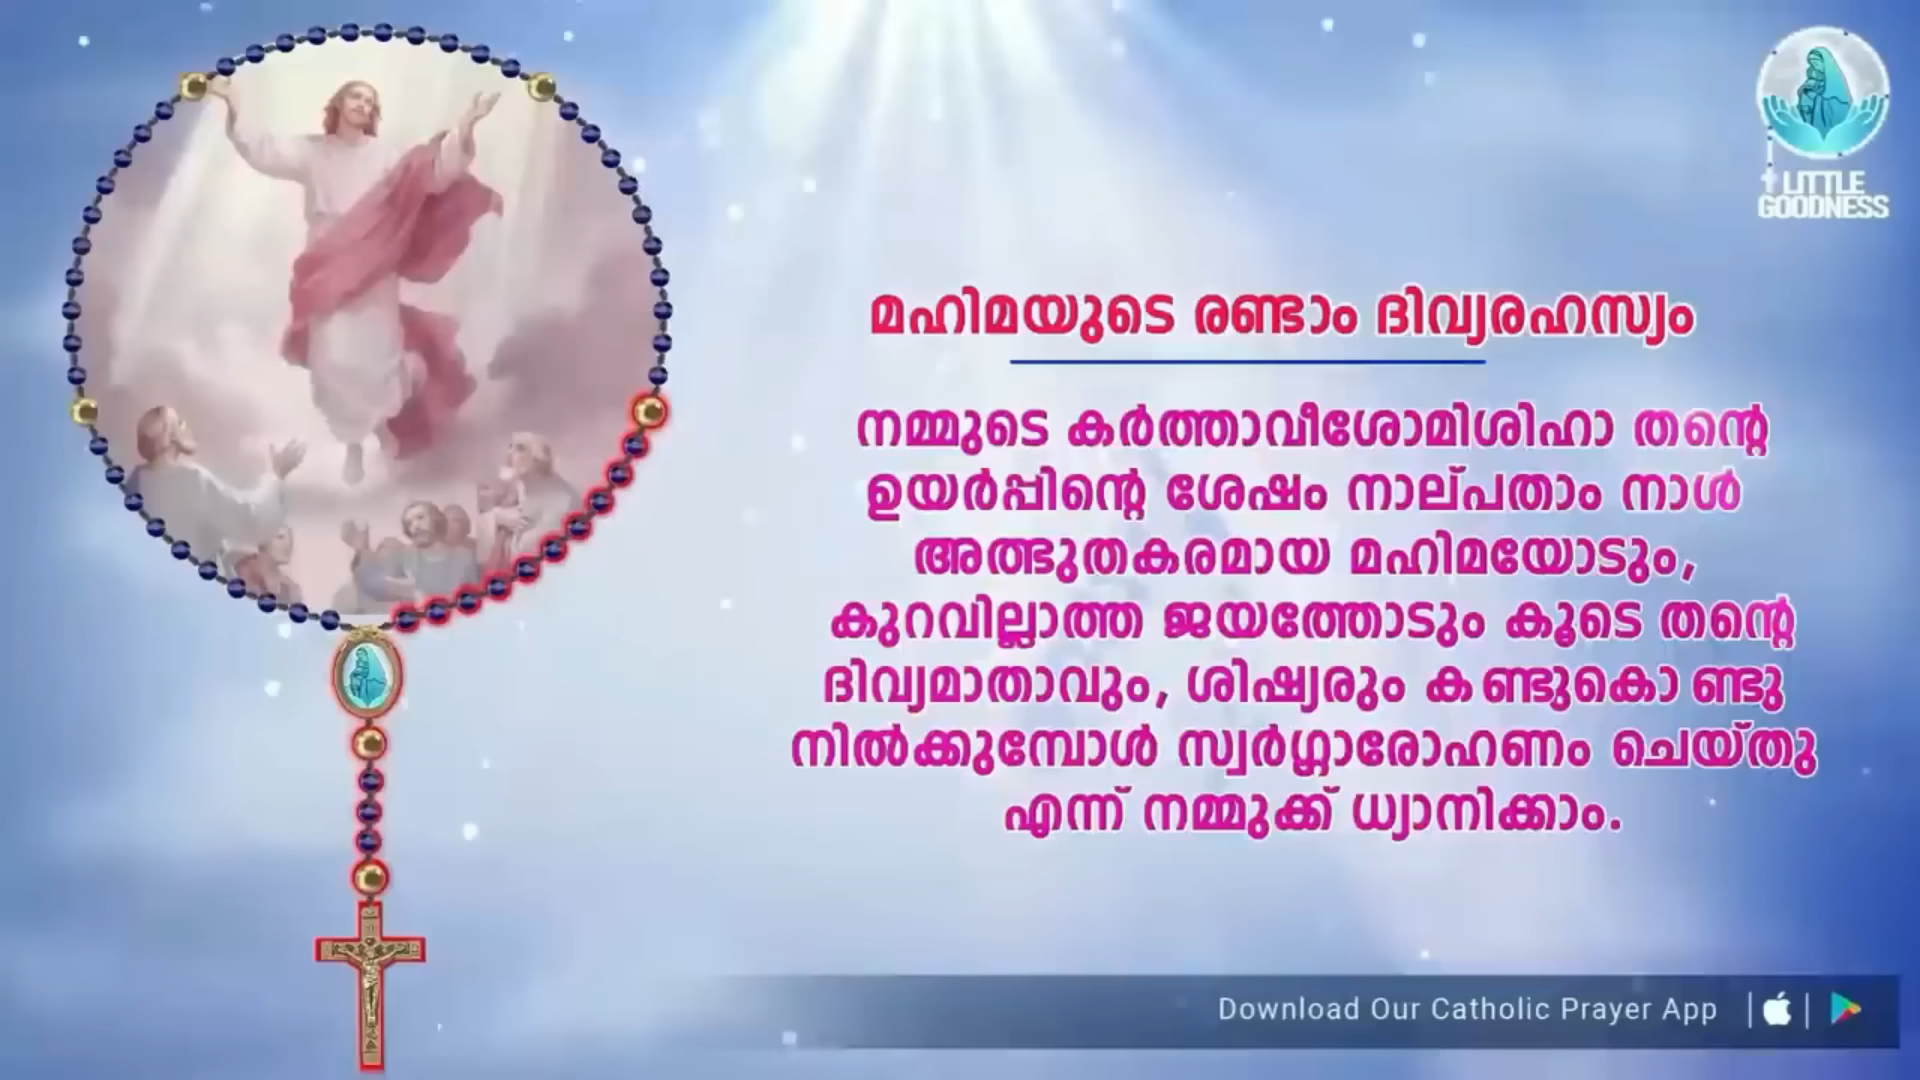 LITTLE
GOODNESS
മഹിമയുടെ രണ്ടാം ദിവ്യരഹസ്യം
നമ്മുടെ കർത്താവീശോമിശിഹാ തന്റെ
ഉയർപ്പിന്റെ ശേഷം നാല്പതാം നാൾ
അത്ഭുതകരമായ മഹിമയോടും,
കുറവില്ലാത്ത ജയത്തോടും കൂടെ തന്റെ
ദിവ്യമാതാവും, ശിഷ്യരും കണ്ടുകൊണ്ടു
നിൽക്കുമ്പോൾ സ്വർഗ്ഗാരോഹണം ചെയ്തു
എന്ന് നമ്മുക്ക് ധ്യാനിക്കാം.
Download Our Catholic Prayer App